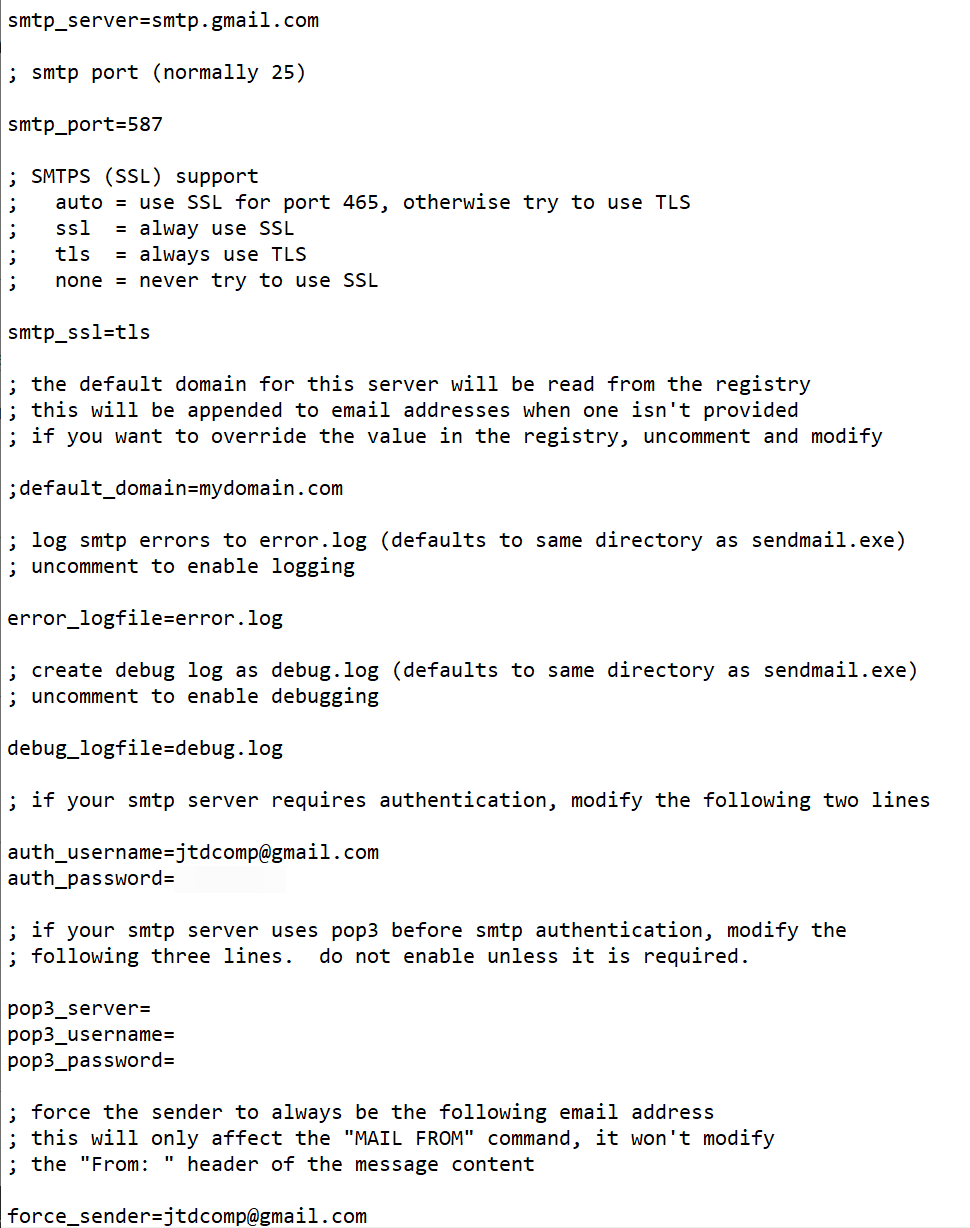 smtp_server=smtp.gmail.com
; smtp port (normally 25)
smtp_port=587
; SMTPS (SSL) support
;   auto = use SSL for port 465, otherwise try to use TLS
;   ssl  = alway use SSL
;   tls  = always use TLS
;   none = never try to use SSL
smtp_ssl=tls
; the default domain for this server will be read from the registry
; this will be appended to email addresses when one isn't provided
; if you want to override the value in the registry, uncomment and modify
;default_domain=mydomain.com
; log smtp errors to error.log (defaults to same directory as sendmail.exe)
; uncomment to enable logging
error_logfile=error.log
; create debug log as debug.log (defaults to same directory as sendmail.exe)
; uncomment to enable debugging
debug_logfile=debug.log
; if your smtp server requires authentication, modify the following two lines
auth_username=jtdcomp@gmail.com
auth_password=
; if your smtp server uses pop3 before smtp authentication, modify the
; following three lines.  do not enable unless it is required.
pop3_server=
pop3_username=
pop3_password=
; force the sender to always be the following email address
; this will only affect the "MAIL FROM" command, it won't modify
; the "From: " header of the message content
force_sender=jtdcomp@gmail.com